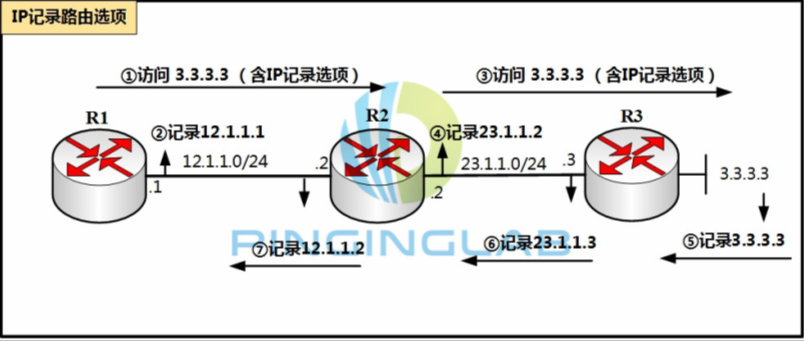 IP记录路由选项
①访问 3.3.3.3 （含IP记录选项）
③访问 3.3.3.3 （含IP记录选项）
R1
R2
R3
②记录12.1.1.1
④记录23.1.1.2
12.1.1.0/24
.2
23.1.1.0/24
.3
3.3.3.3
.1
.2
PINGINGLAB
⑦记录12.1.1.2
⑥记录23.1.1.3
⑤记录3.3.3.3